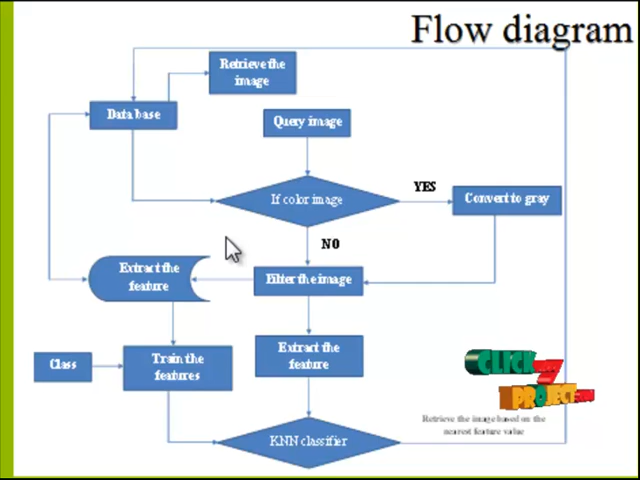 Flow diagram
Retrieve the
image
Data base
Query image
If color image
YES
Convert to gray
NO
Extract the
feature
Filter the image
Class
Train the
features
Extract the
feature
CLICK
PROJECT
KNN classifier
Retrieve the image based on the
nearest feature value